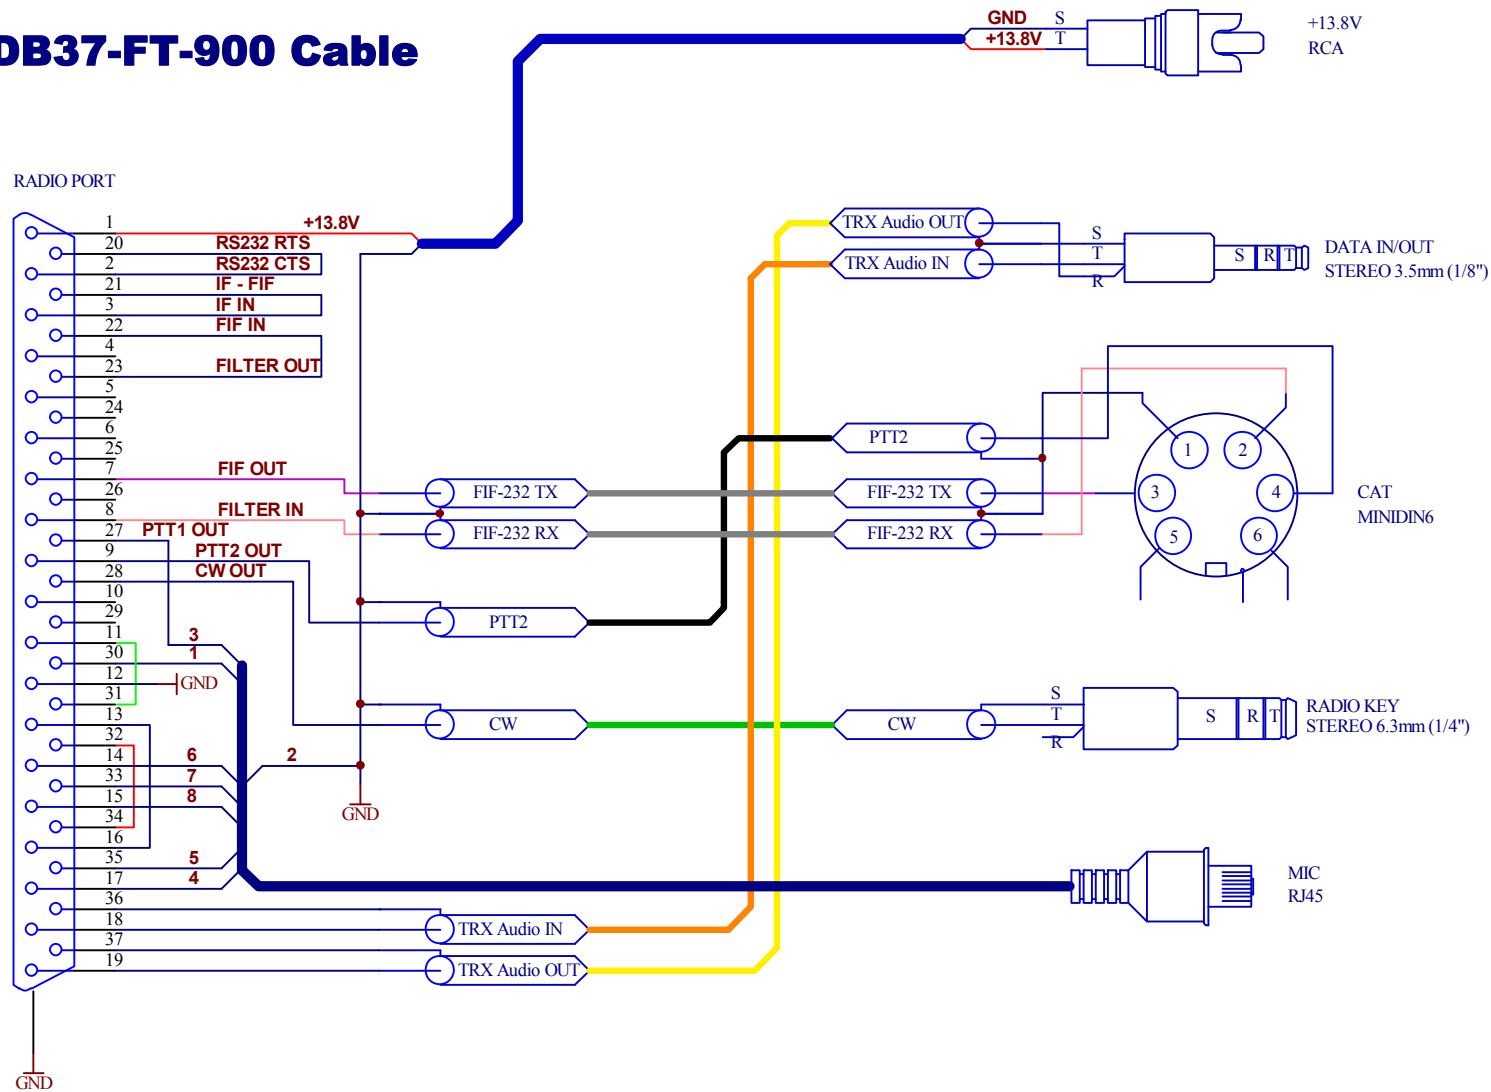 DB37-FT-900 Cable
GND S
+13.8V T
+13.8V
RCA
RADIO PORT
1 +13.8V
20 RS232 RTS
2 RS232 CTS
21 IF - FIF
3 IF IN
22 FIF IN
4
23 FILTER OUT
5
24
6
25
7 FIF OUT
26
8 FILTER IN
27 PTT1 OUT
9 PTT2 OUT
28 CW OUT
10
29
11
3
30
1
12
GND
31
13
32
14 6
2
33 7
15 8
34
16
35 5
17 4
36
18
37
19
GND
GND
FIF-232 TX
FIF-232 RX
PTT2
CW
TRX Audio IN
TRX Audio OUT
TRX Audio OUT
TRX Audio IN
S
T
R
S R T
DATA IN/OUT
STEREO 3.5mm (1/8")
PTT2
FIF-232 TX
FIF-232 RX
1 2
3 4
5 6
CAT
MINIDIN6
CW
S
T
R
S R T
RADIO KEY
STEREO 6.3mm (1/4")
MIC
RJ45